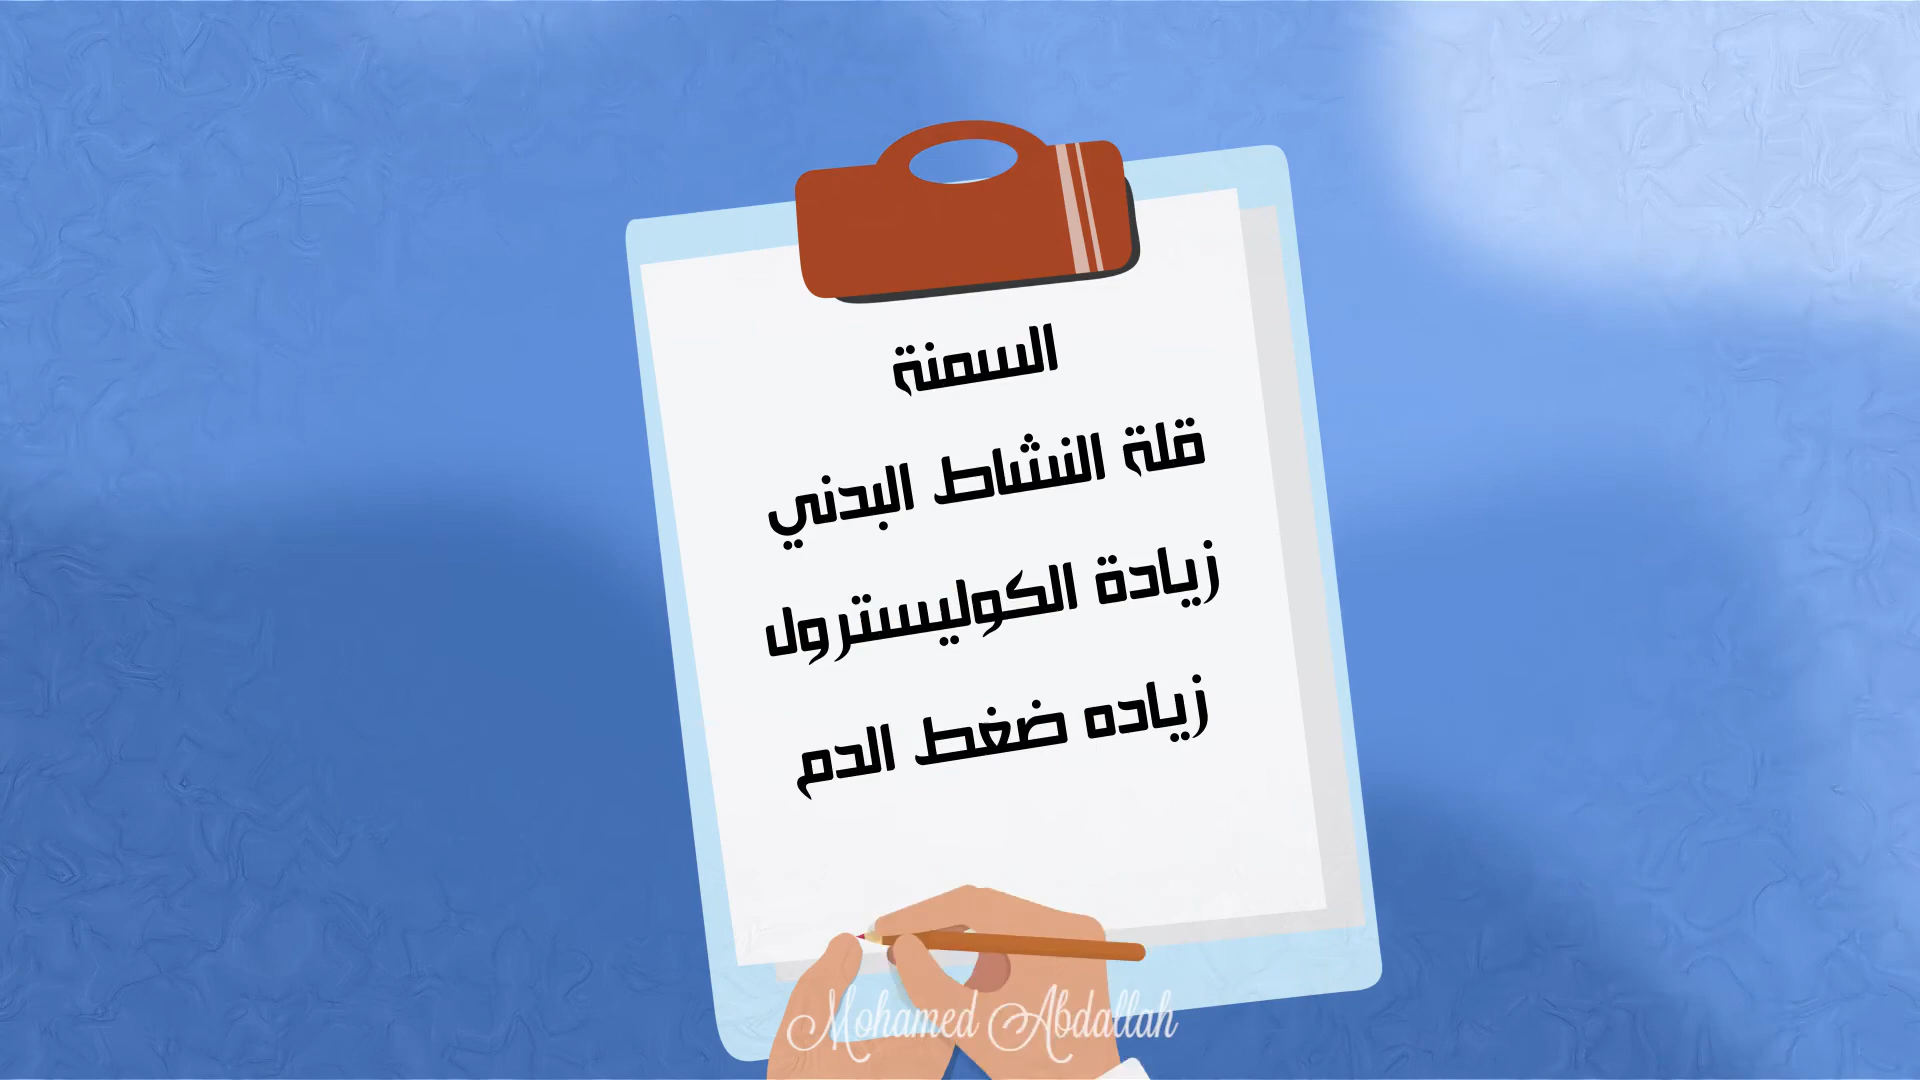 السمنة
قلة النشاط البدني
زيادة الكوليسترول
زياده ضغط الدم
Mohamed Abdallah